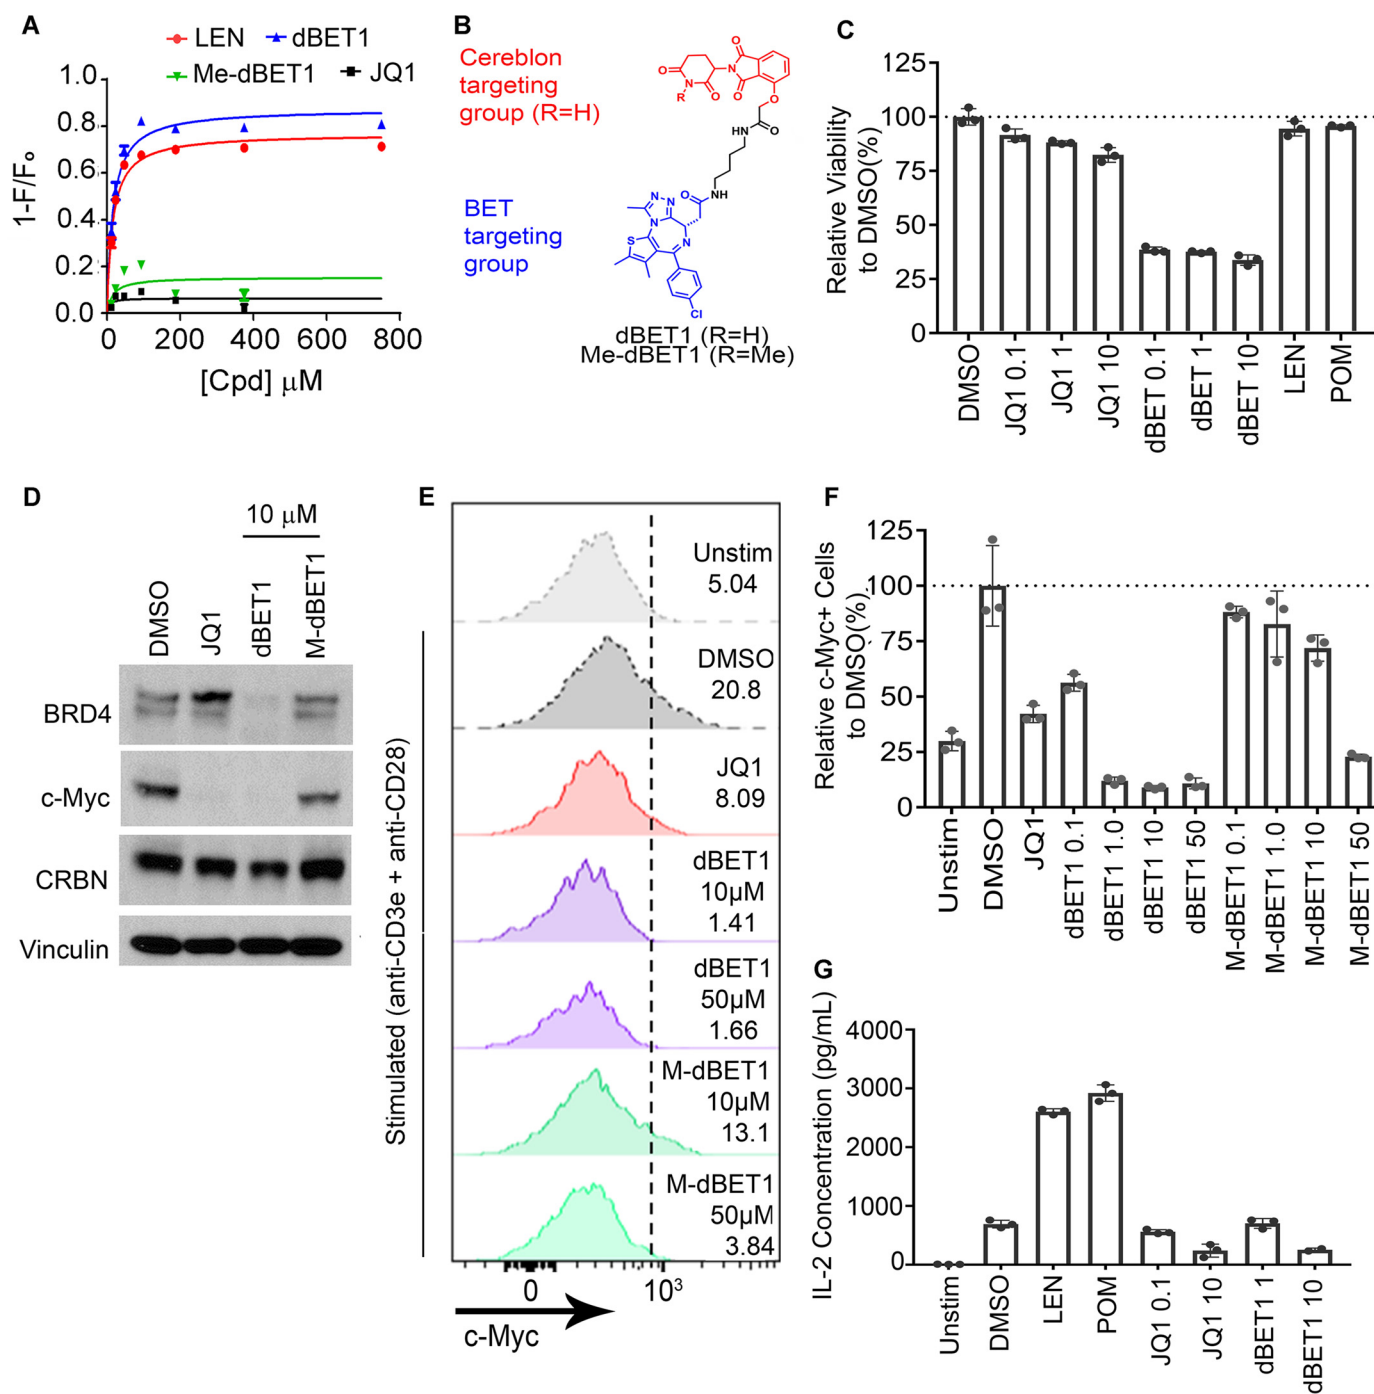 A
LEN
dBET1
Me-dBET1
JQ1
1-F/Fₒ
1.0
0.8
0.6
0.4
0.2
0.0
0
200
400
600
800
[Cpd] μM
B
Cereblon
targeting
group (R=H)
BET
targeting
group
O
O
N
O
R
N
O
O
O
HN
O
O
NH
N
N
N
N
S
Cl
dBET1 (R=H)
Me-dBET1 (R=Me)
C
Relative Viability
to DMSO(%)
125
100
75
50
25
0
DMSO
JQ1 0.1
JQ1 1
JQ1 10
dBET 0.1
dBET 1
dBET 10
LEN
POM
D
10 μM
DMSO
JQ1
dBET1
M-dBET1
BRD4
c-Myc
CRBN
Vinculin
E
Stimulated (anti-CD3e + anti-CD28)
Unstim
5.04
DMSO
20.8
JQ1
8.09
dBET1
10μM
1.41
dBET1
50μM
1.66
M-dBET1
10μM
13.1
M-dBET1
50μM
3.84
0
10³
c-Myc
F
Relative c-Myc+ Cells
to DMSO(%)
125
100
75
50
25
0
Unstim
DMSO
JQ1
dBET1 0.1
dBET1 1.0
dBET1 10
dBET1 50
M-dBET1 0.1
M-dBET1 1.0
M-dBET1 10
M-dBET1 50
G
IL-2 Concentration (pg/mL)
4000
3000
2000
1000
0
Unstim
DMSO
LEN
POM
JQ1 0.1
JQ1 10
dBET1 1
dBET1 10